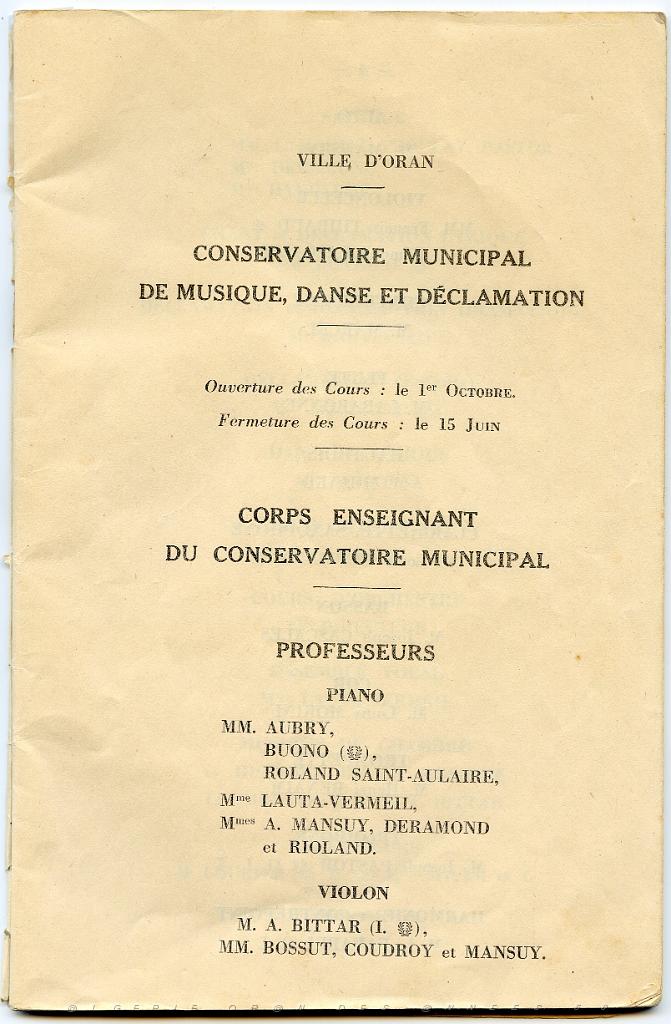 VILLE D'ORAN
CONSERVATOIRE MUNICIPAL
DE MUSIQUE, DANSE ET DÉCLAMATION
Ouverture des Cours : le 1er OCTOBRE.
Fermeture des Cours : le 15 JUIN
CORPS ENSEIGNANT
DU CONSERVATOIRE MUNICIPAL
PROFESSEURS
PIANO
MM. AUBRY,
BUONO ( ),
ROLAND SAINT-AULAIRE,
Mme LAUTA-VERMEIL,
Mmes A. MANSUY, DERAMOND
et RIOLAND.
VIOLON
M. A. BITTAR (I. ),
MM. BOSSUT, COUDROY et MANSUY.